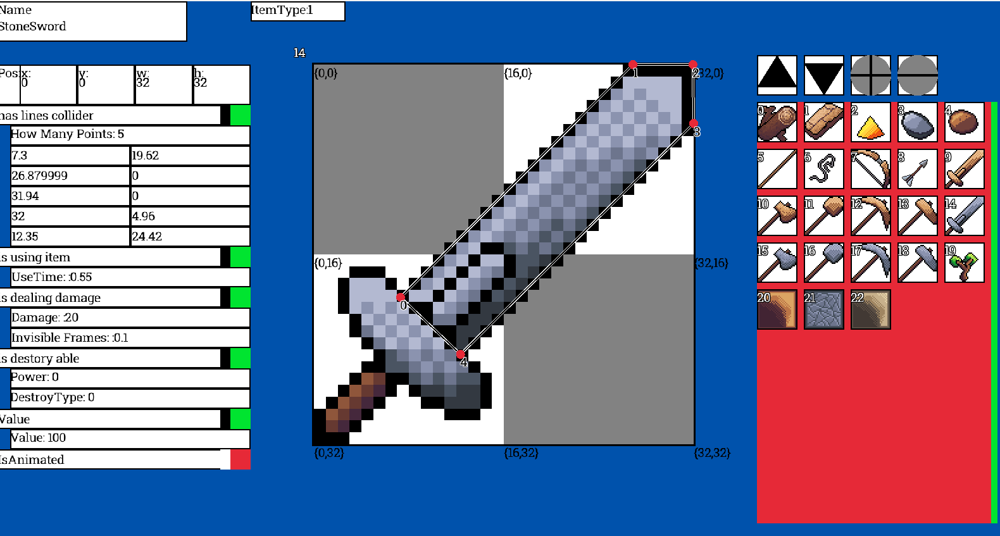 Name
StoneSword
ItemType:1
14
Pos:
x:
0
y:
0
w:
32
h:
32
has lines collider
How Many Points: 5
7.3
19.62
26.879999
0
31.94
0
32
4.96
12.35
24.42
is using item
UseTime: :0.55
is dealing damage
Damage: :20
Invisible Frames: :0.1
is destory able
Power: 0
DestroyType: 0
Value
Value: 100
IsAnimated
{0,0}
{16,0}
{32,0}
{0,16}
{32,16}
{0,32}
{16,32}
{32,32}
1
2
3
0
4
0
1
2
3
4
5
6
7
8
9
10
11
12
13
14
15
16
17
18
19
20
21
22